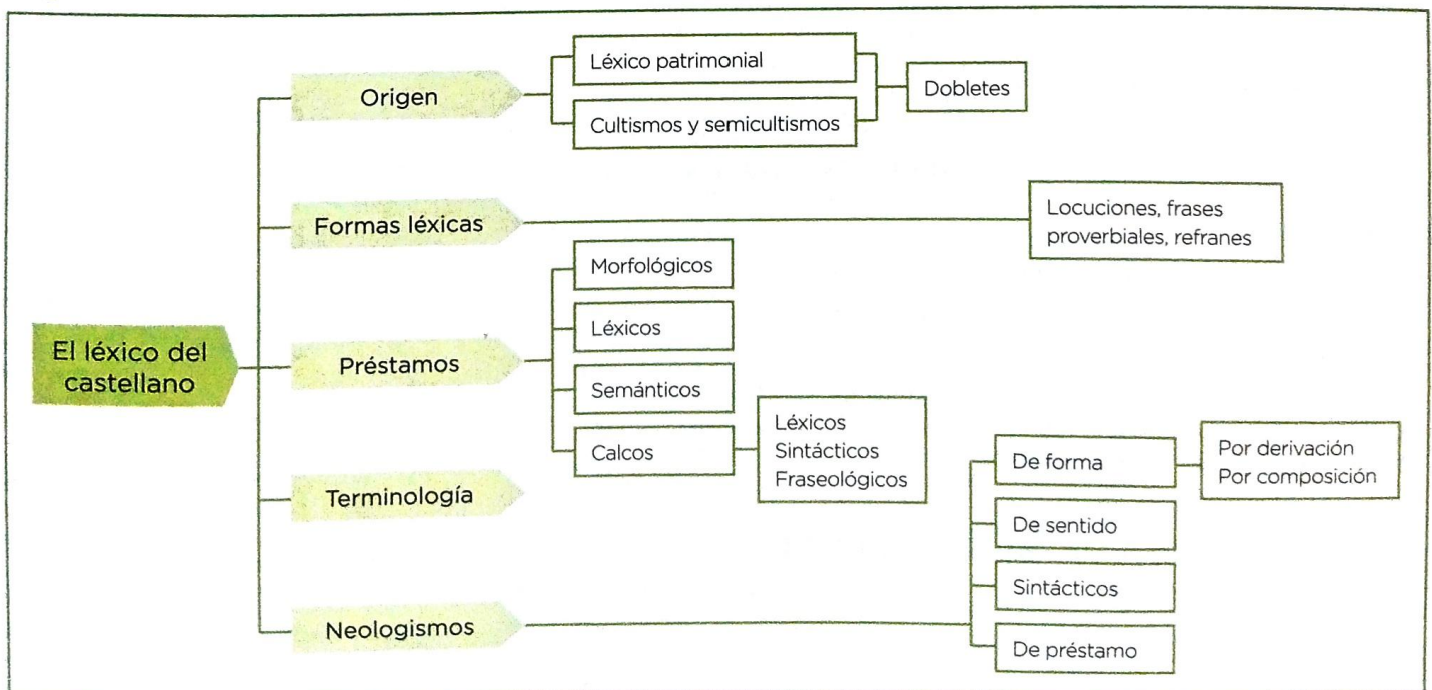 El léxico del
castellano
Origen
Léxico patrimonial
Cultismos y semicultismos
Dobletes
Formas léxicas
Locuciones, frases
proverbiales, refranes
Préstamos
Morfológicos
Léxicos
Semánticos
Calcos
Léxicos
Sintácticos
Fraseológicos
Terminología
Neologismos
De forma
Por derivación
Por composición
De sentido
Sintácticos
De préstamo